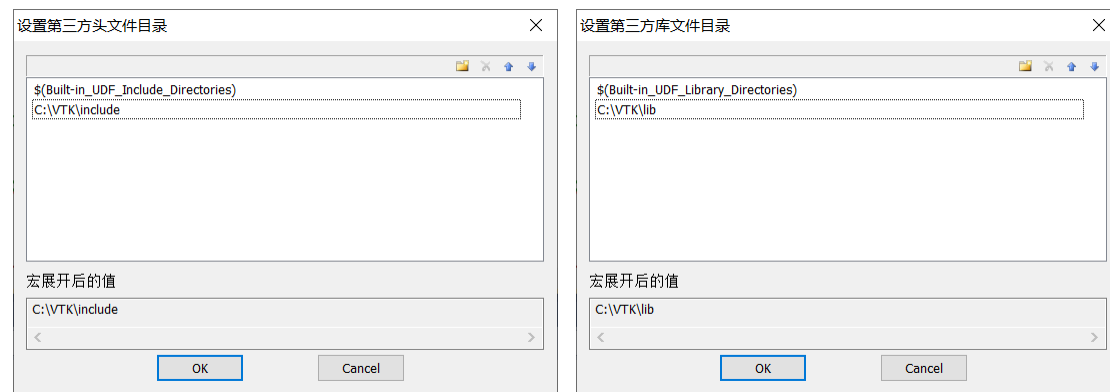 设置第三方头文件目录
$(Built-in_UDF_Include_Directories)
C:\VTK\include
宏展开后的值
C:\VTK\include
OK
Cancel
设置第三方库文件目录
$(Built-in_UDF_Library_Directories)
C:\VTK\lib
宏展开后的值
C:\VTK\lib
OK
Cancel